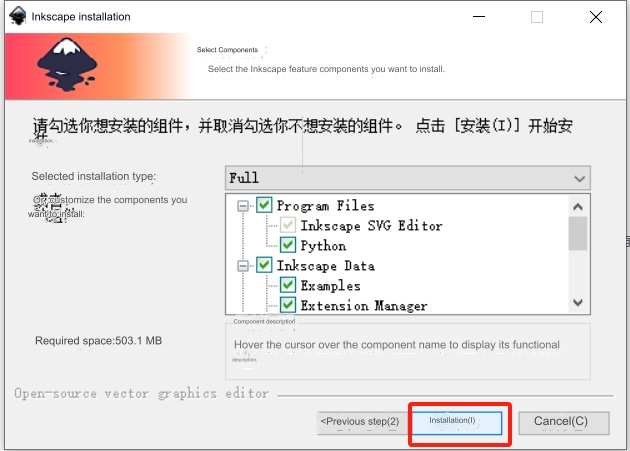 Inkscape installation
Select Components
Select the Inkscape feature components you want to install.
请勾选你想安装的组件，并取消勾选你不想安装的组件。 点击 [安装(I)] 开始安
装
installation.
Selected installation type:
Full
Or, customize the components you
want to install:
Program Files
Inkscape SVG Editor
Python
Inkscape Data
Examples
Extension Manager
Component description
Required space:503.1 MB
Hover the cursor over the component name to display its functional
description.
Open-source vector graphics editor
<Previous step(2)
Installation(I)
Cancel(C)